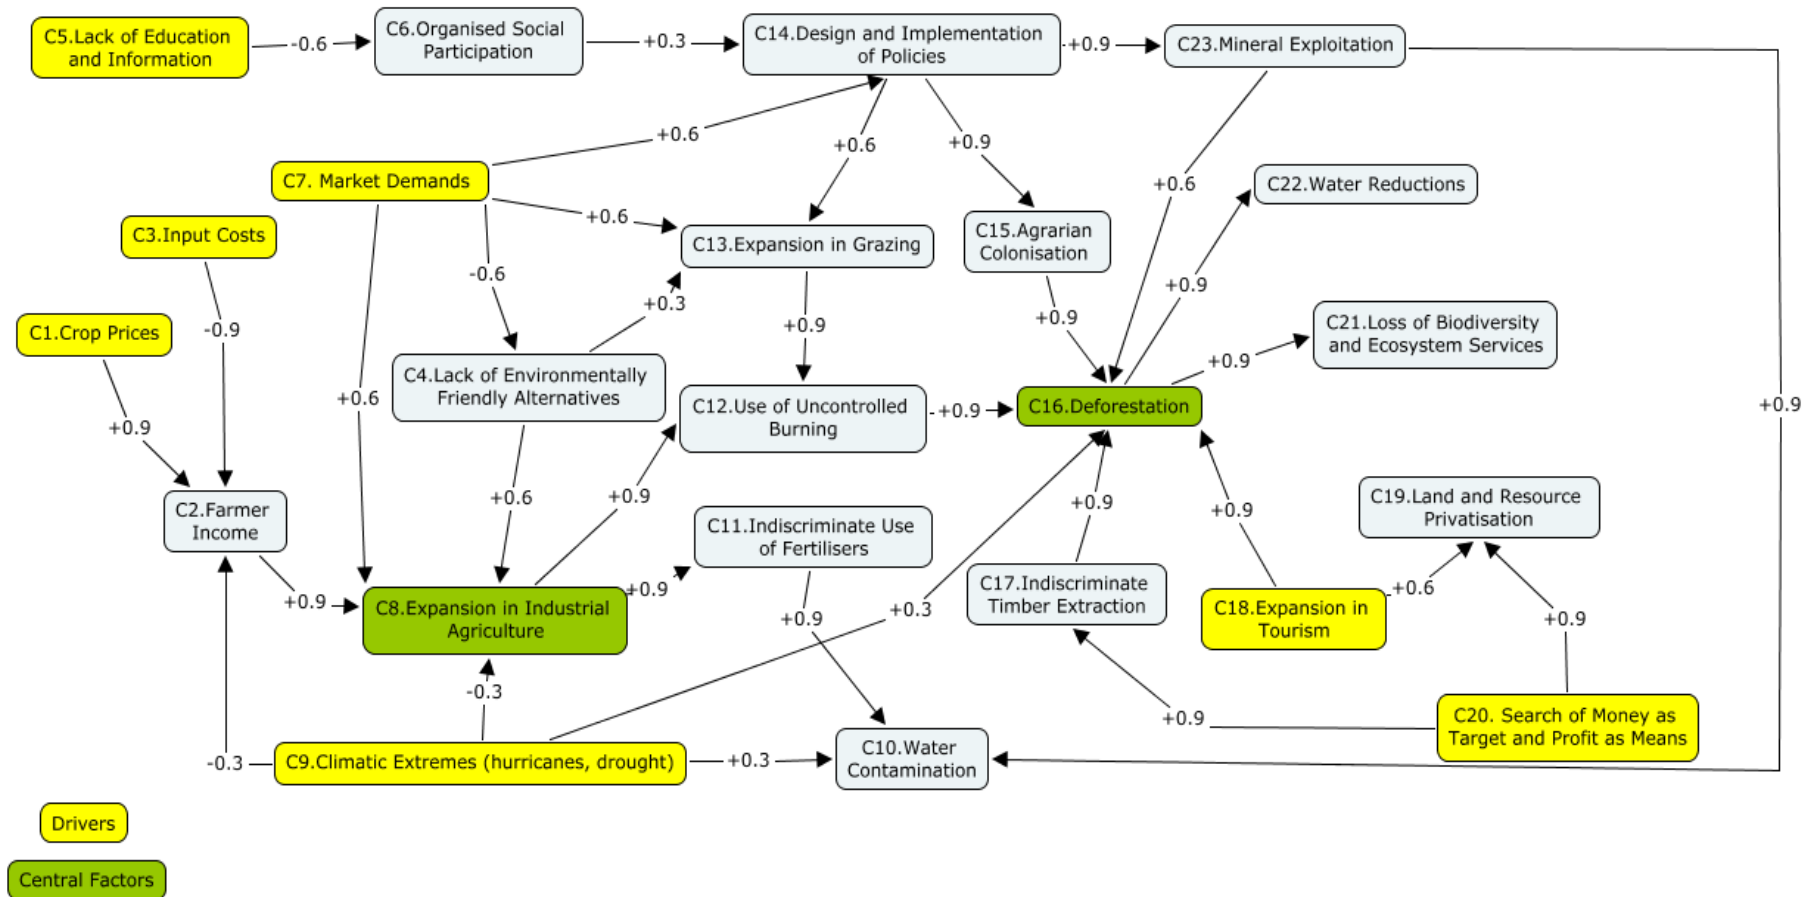 C5.Lack of Education
and Information
-0.6
C6.Organised Social
Participation
+0.3
C14.Design and Implementation
of Policies
+0.9
C23.Mineral Exploitation
+0.6
+0.6
+0.9
C7. Market Demands
+0.6
+0.6
C22.Water Reductions
C3.Input Costs
C13.Expansion in Grazing
C15.Agrarian
Colonisation
-0.6
+0.3
+0.9
C1.Crop Prices
-0.9
+0.9
+0.9
C21.Loss of Biodiversity
and Ecosystem Services
+0.9
C4.Lack of Environmentally
Friendly Alternatives
+0.6
C12.Use of Uncontrolled
Burning
+0.9
C16.Deforestation
+0.9
+0.9
+0.6
+0.9
+0.9
+0.9
C2.Farmer
Income
C11.Indiscriminate Use
of Fertilisers
C19.Land and Resource
Privatisation
+0.9
C8.Expansion in Industrial
Agriculture
+0.9
+0.9
+0.3
C17.Indiscriminate
Timber Extraction
C18.Expansion in
Tourism
+0.6
+0.9
-0.3
+0.9
C20. Search of Money as
Target and Profit as Means
-0.3
C9.Climatic Extremes (hurricanes, drought)
+0.3
C10.Water
Contamination
Drivers
Central Factors